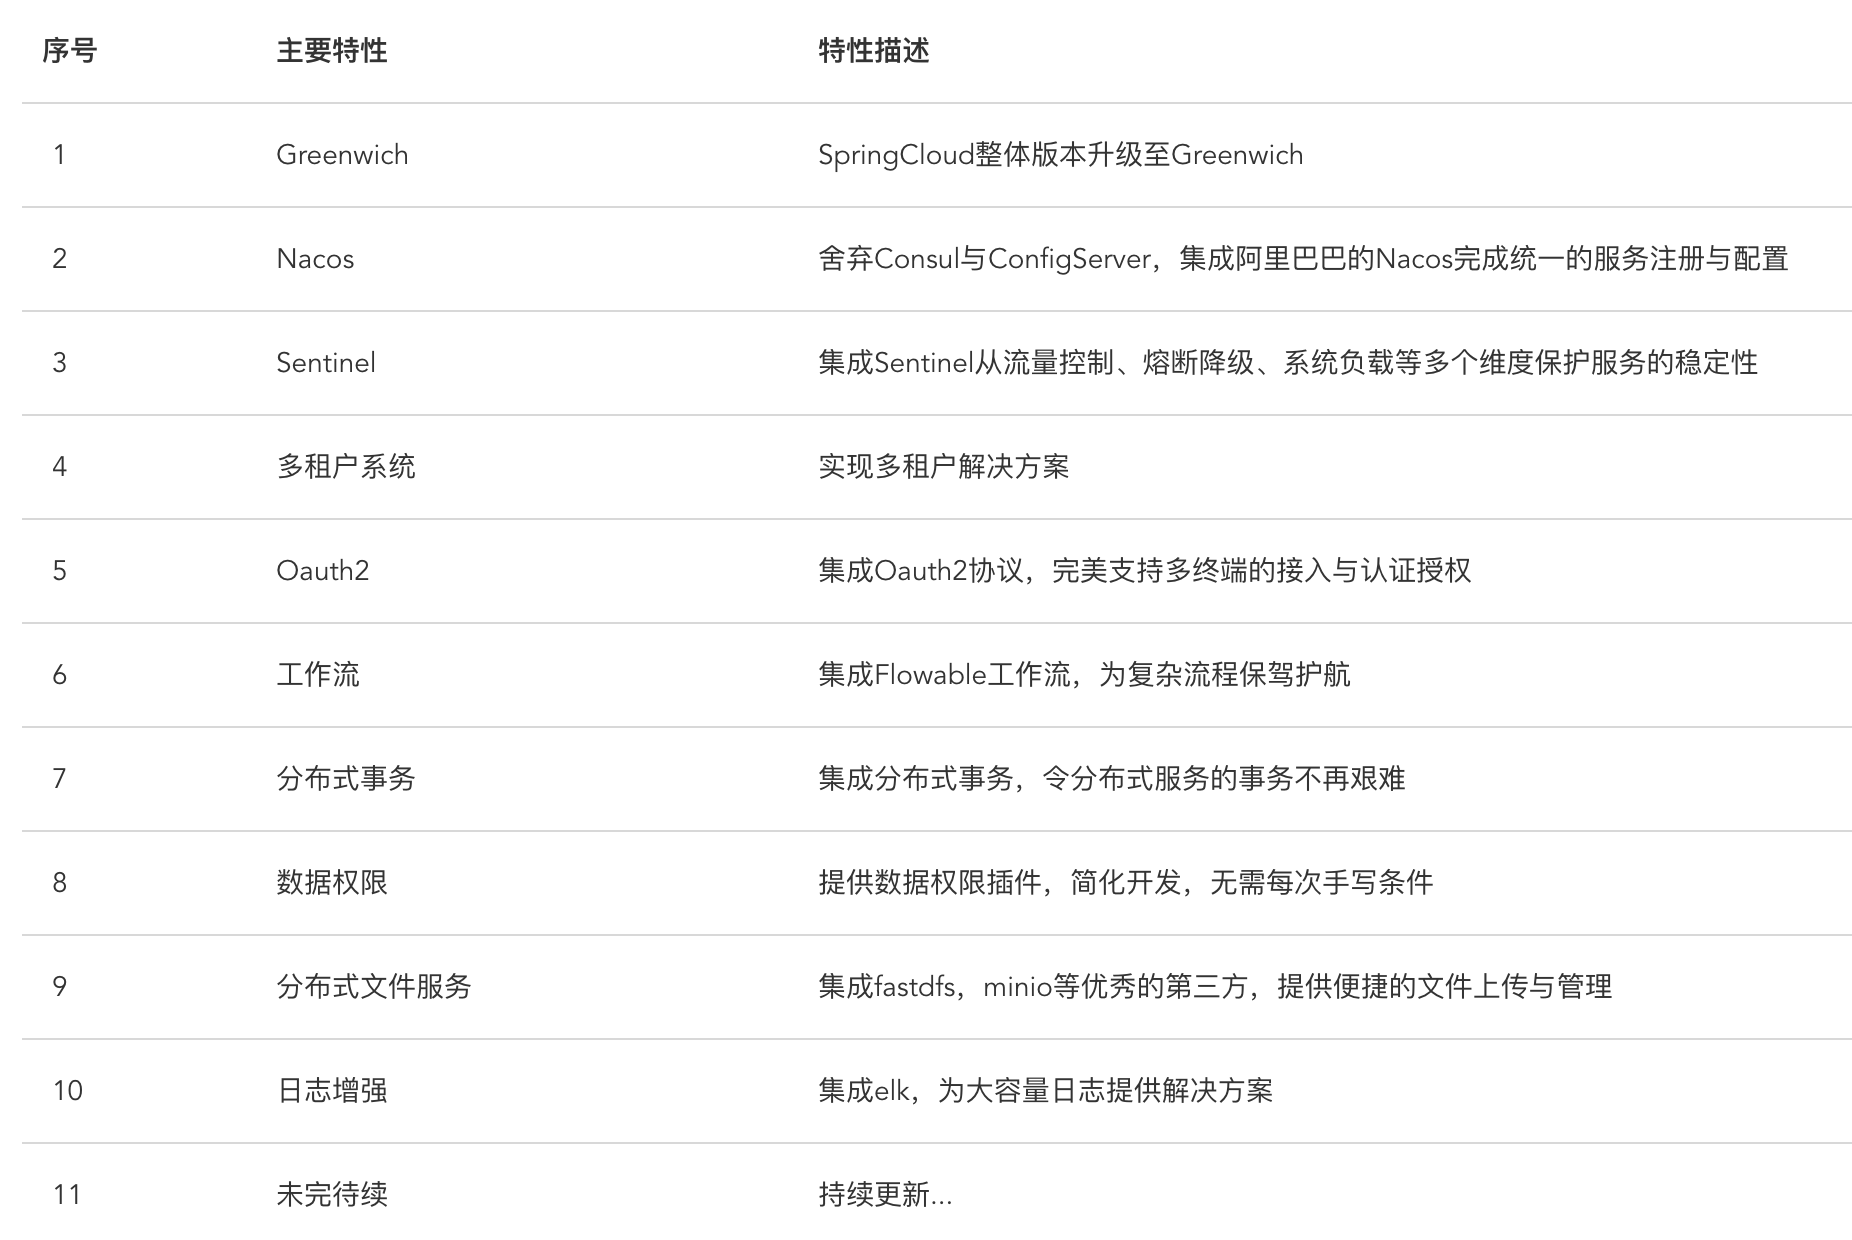 序号 主要特性 特性描述
1 Greenwich SpringCloud整体版本升级至Greenwich
2 Nacos 舍弃Consul与ConfigServer，集成阿里巴巴的Nacos完成统一的服务注册与配置
3 Sentinel 集成Sentinel从流量控制、熔断降级、系统负载等多个维度保护服务的稳定性
4 多租户系统 实现多租户解决方案
5 Oauth2 集成Oauth2协议，完美支持多终端的接入与认证授权
6 工作流 集成Flowable工作流，为复杂流程保驾护航
7 分布式事务 集成分布式事务，令分布式服务的事务不再艰难
8 数据权限 提供数据权限插件，简化开发，无需每次手写条件
9 分布式文件服务 集成fastdfs，minio等优秀的第三方，提供便捷的文件上传与管理
10 日志增强 集成elk，为大容量日志提供解决方案
11 未完待续 持续更新...